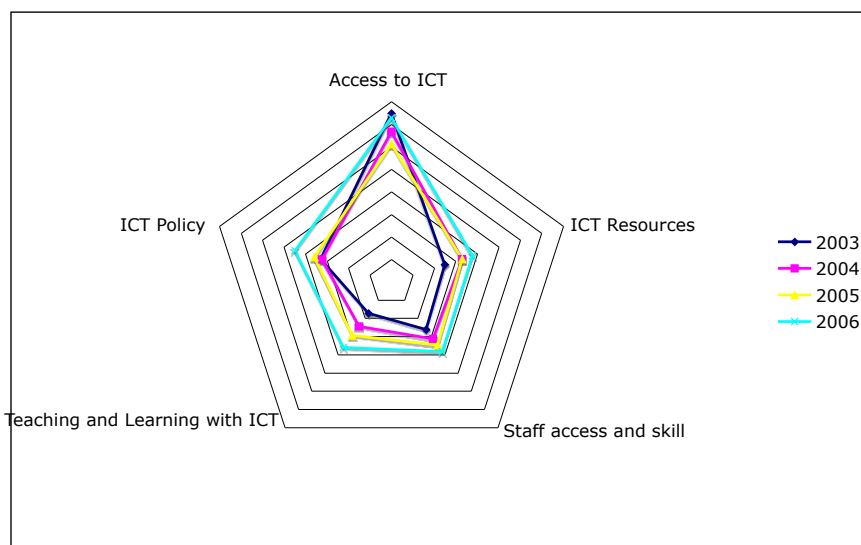 Access to ICT
ICT Policy
ICT Resources
2003
2004
2005
2006
Teaching and Learning with ICT
Staff access and skill